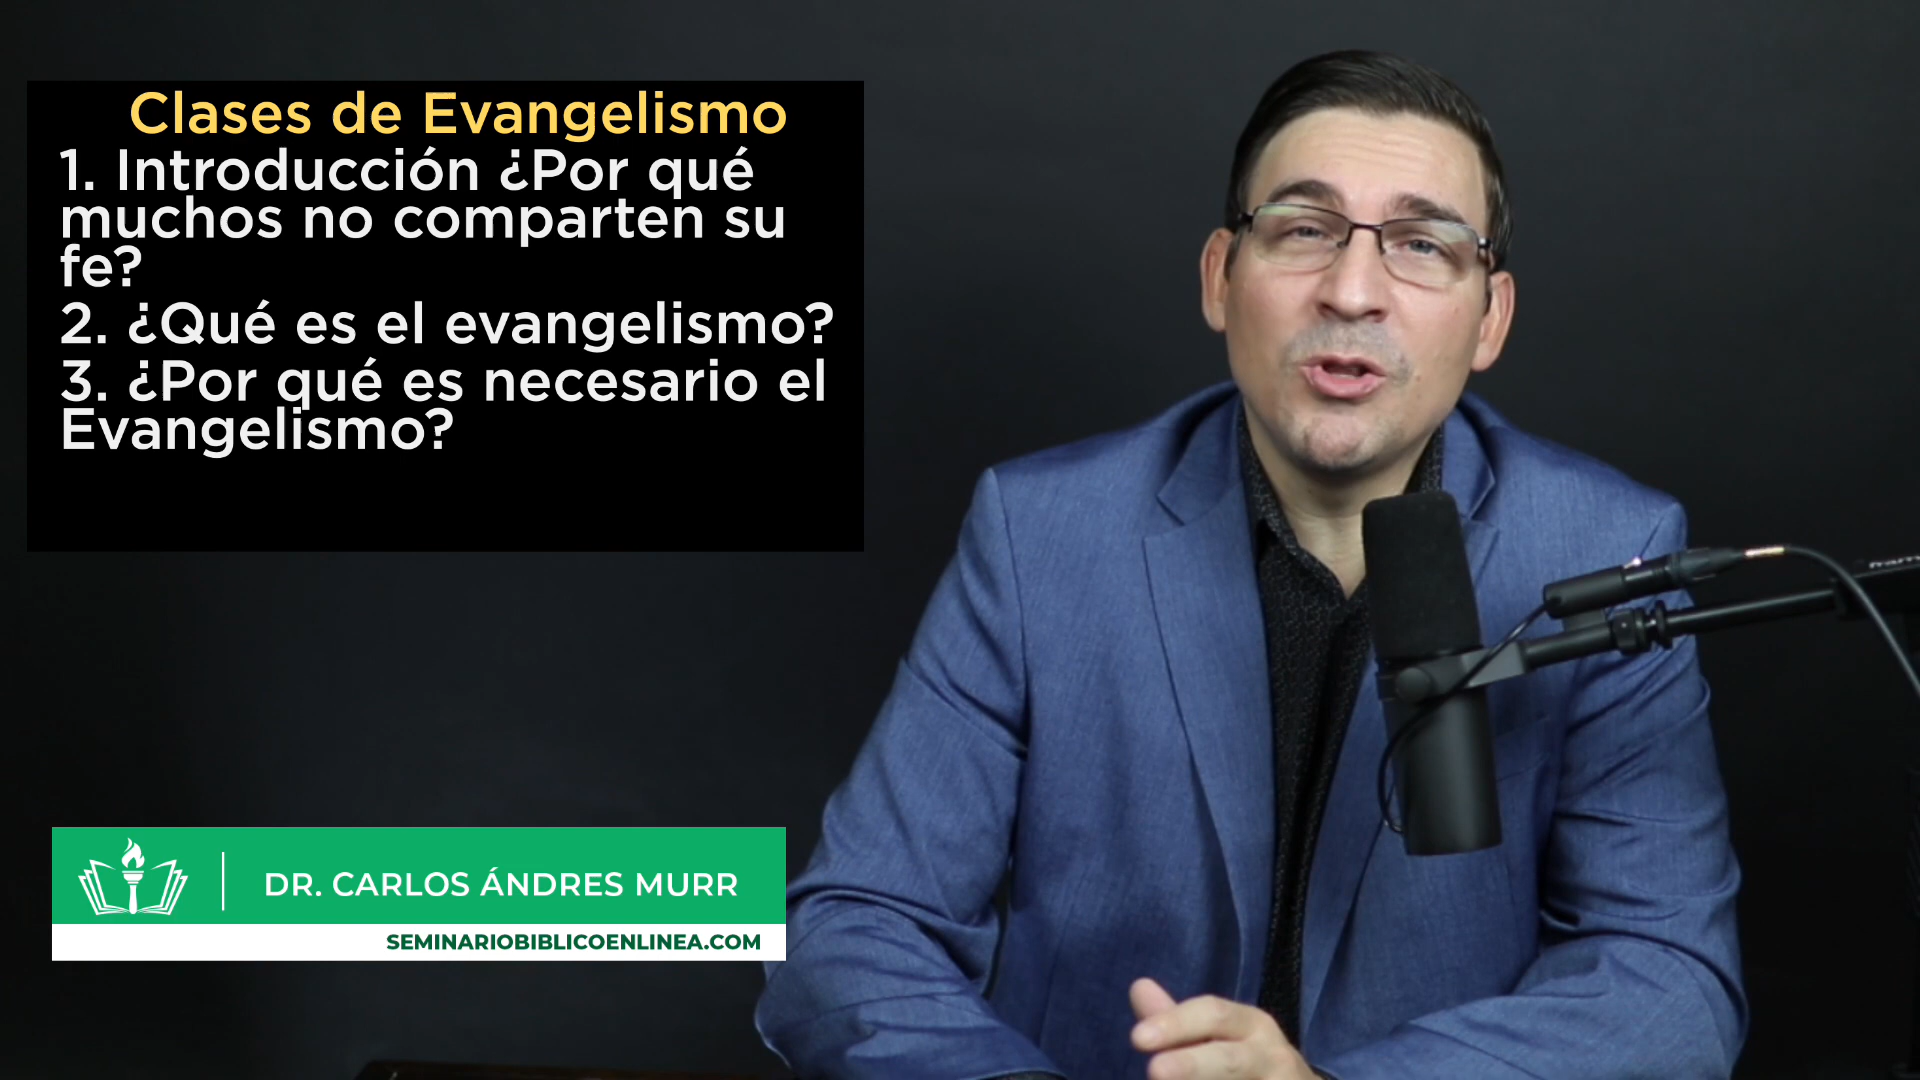 Clases de Evangelismo
1. Introducción ¿Por qué
muchos no comparten su
fe?
2. ¿Qué es el evangelismo?
3. ¿Por qué es necesario el
Evangelismo?
DR. CARLOS ÁNDRES MURR
SEMINARIOBIBLICOENLINEA.COM